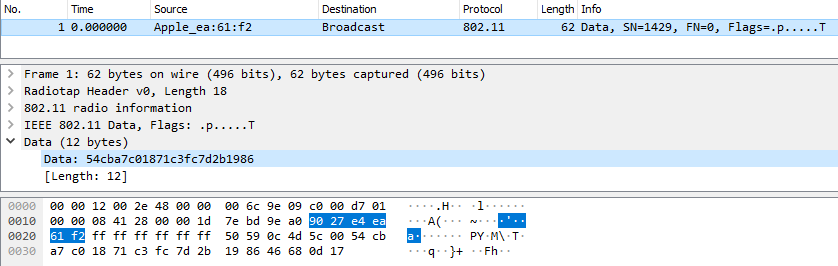 No. Time Source Destination Protocol Length Info
1 0.000000 Apple_ea:61:f2 Broadcast 802.11 62 Data, SN=1429, FN=0, Flags=.p.....T
Frame 1: 62 bytes on wire (496 bits), 62 bytes captured (496 bits)
Radiotap Header v0, Length 18
802.11 radio information
IEEE 802.11 Data, Flags: .p.....T
Data (12 bytes)
Data: 54cba7c01871c3fc7d2b1986
[Length: 12]
0000 00 00 12 00 2e 48 00 00 00 6c 9e 09 c0 00 d7 01 ····.H·· ·l······
0010 00 00 08 41 28 00 00 1d 7e bd 9e a0 90 27 e4 ea ···A(··· ~····'··
0020 61 f2 ff ff ff ff ff ff 50 59 0c 4d 5c 00 54 cb a······· PY·M\·T·
0030 a7 c0 18 71 c3 fc 7d 2b 19 86 46 68 0d 17 ···q··}+ ··Fh··